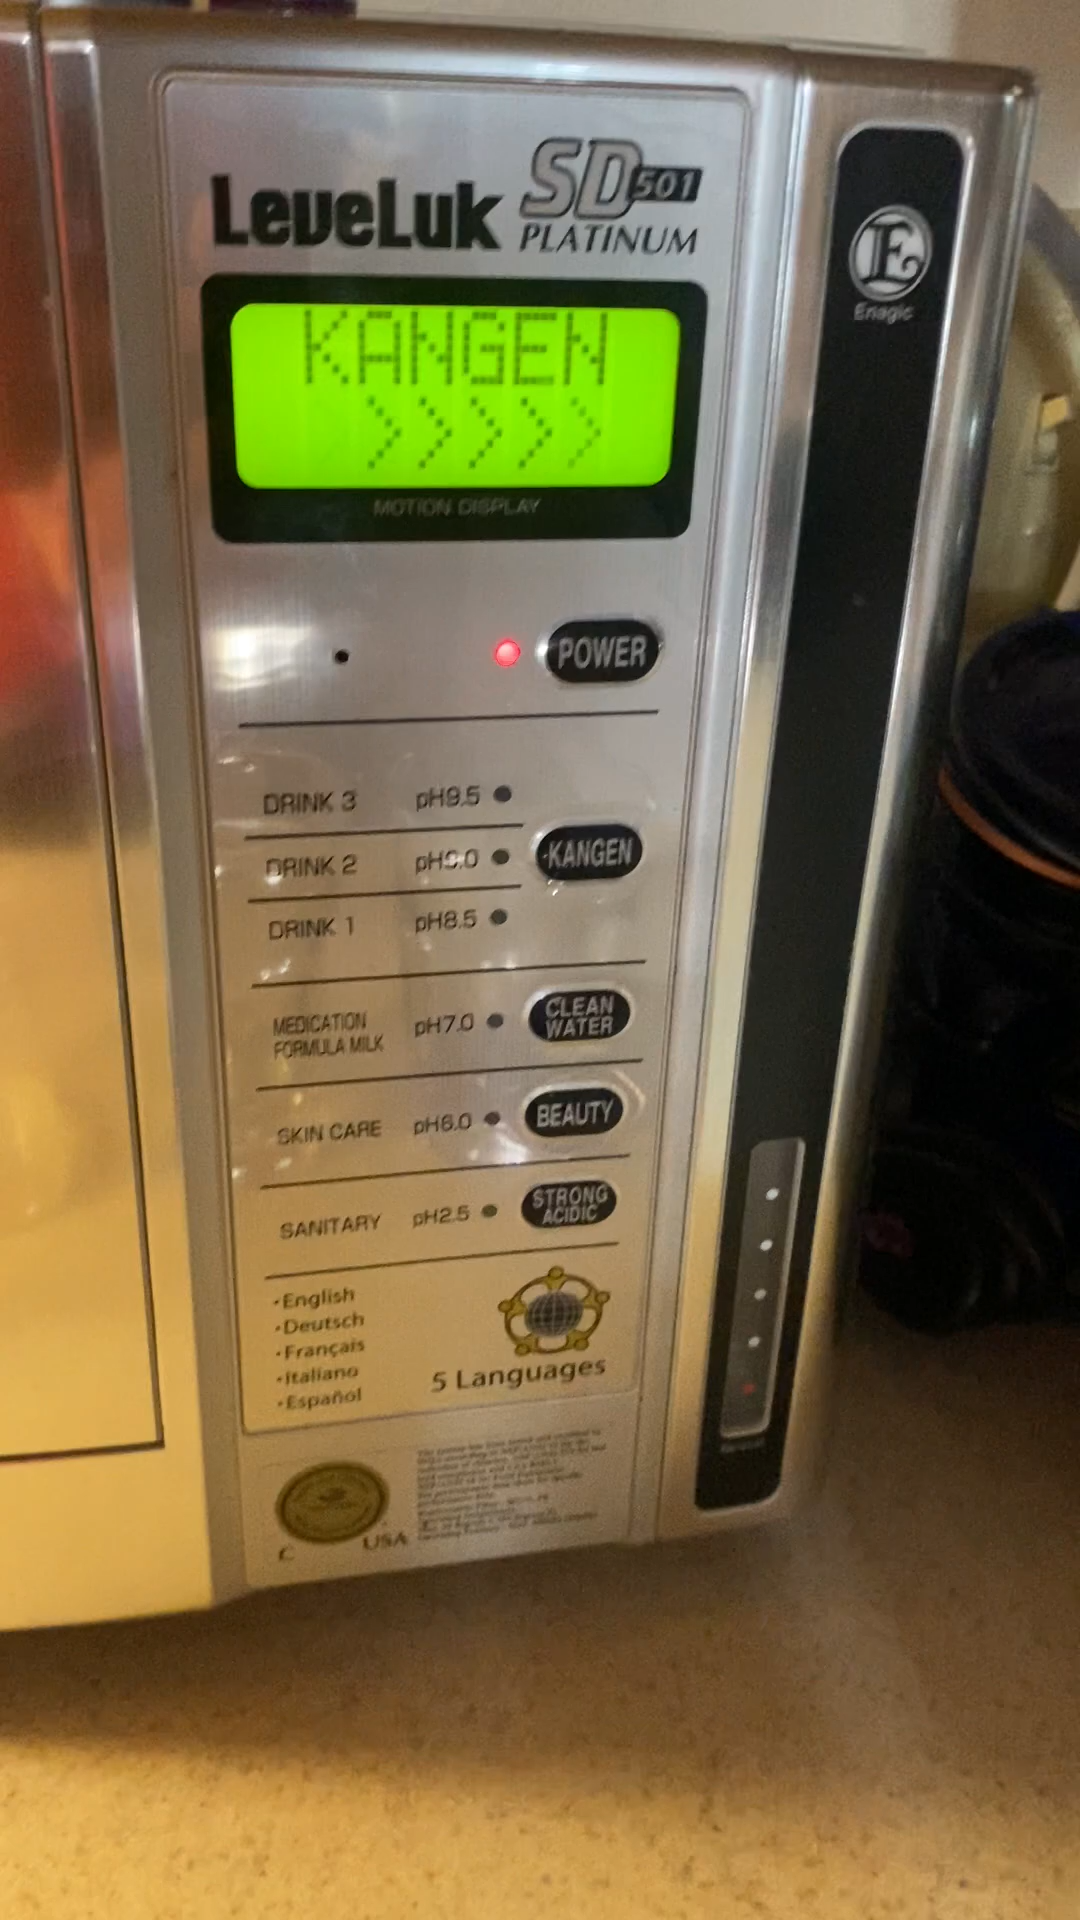 LeveLuk SD 501
PLATINUM
E
Enagic
KANGEN
>>>>>
MOTION DISPLAY
POWER
DRINK 3 pH9.5
DRINK 2 pH9.0
KANGEN
DRINK 1 pH8.5
MEDICATION
FORMULA MILK
pH7.0
CLEAN
WATER
SKIN CARE pH6.0 BEAUTY
SANITARY pH2.5
STRONG
ACIDIC
•English
•Deutsch
•Français
•Italiano
•Español
5 Languages
C USA